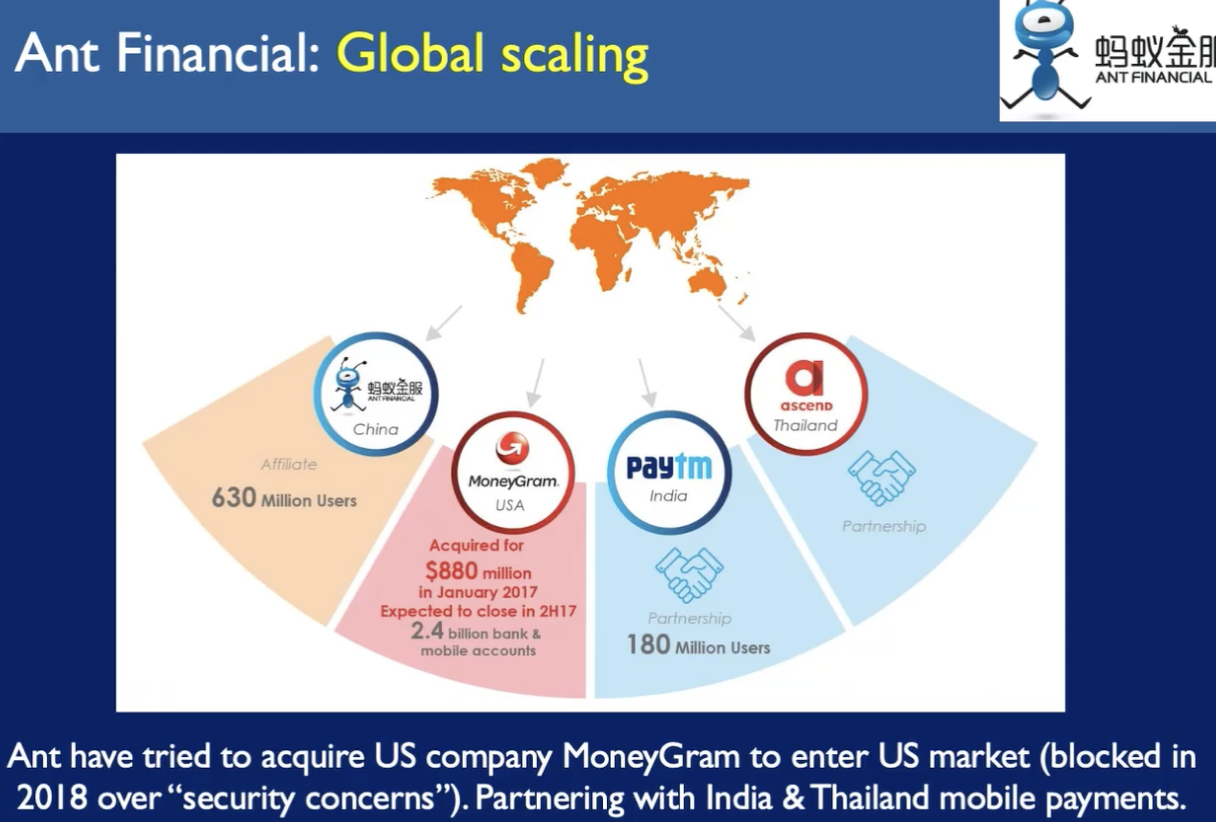 Ant Financial: Global scaling
蚂蚁金服
ANT FINANCIAL
蚂蚁金服
ANT FINANCIAL
China
Affiliate
630 Million Users
MoneyGram.
USA
Acquired for
$880 million
in January 2017
Expected to close in 2H17
2.4 billion bank &
mobile accounts
paytm
India
Partnership
180 Million Users
ascend
Thailand
Partnership
Ant have tried to acquire US company MoneyGram to enter US market (blocked in
2018 over “security concerns”). Partnering with India & Thailand mobile payments.